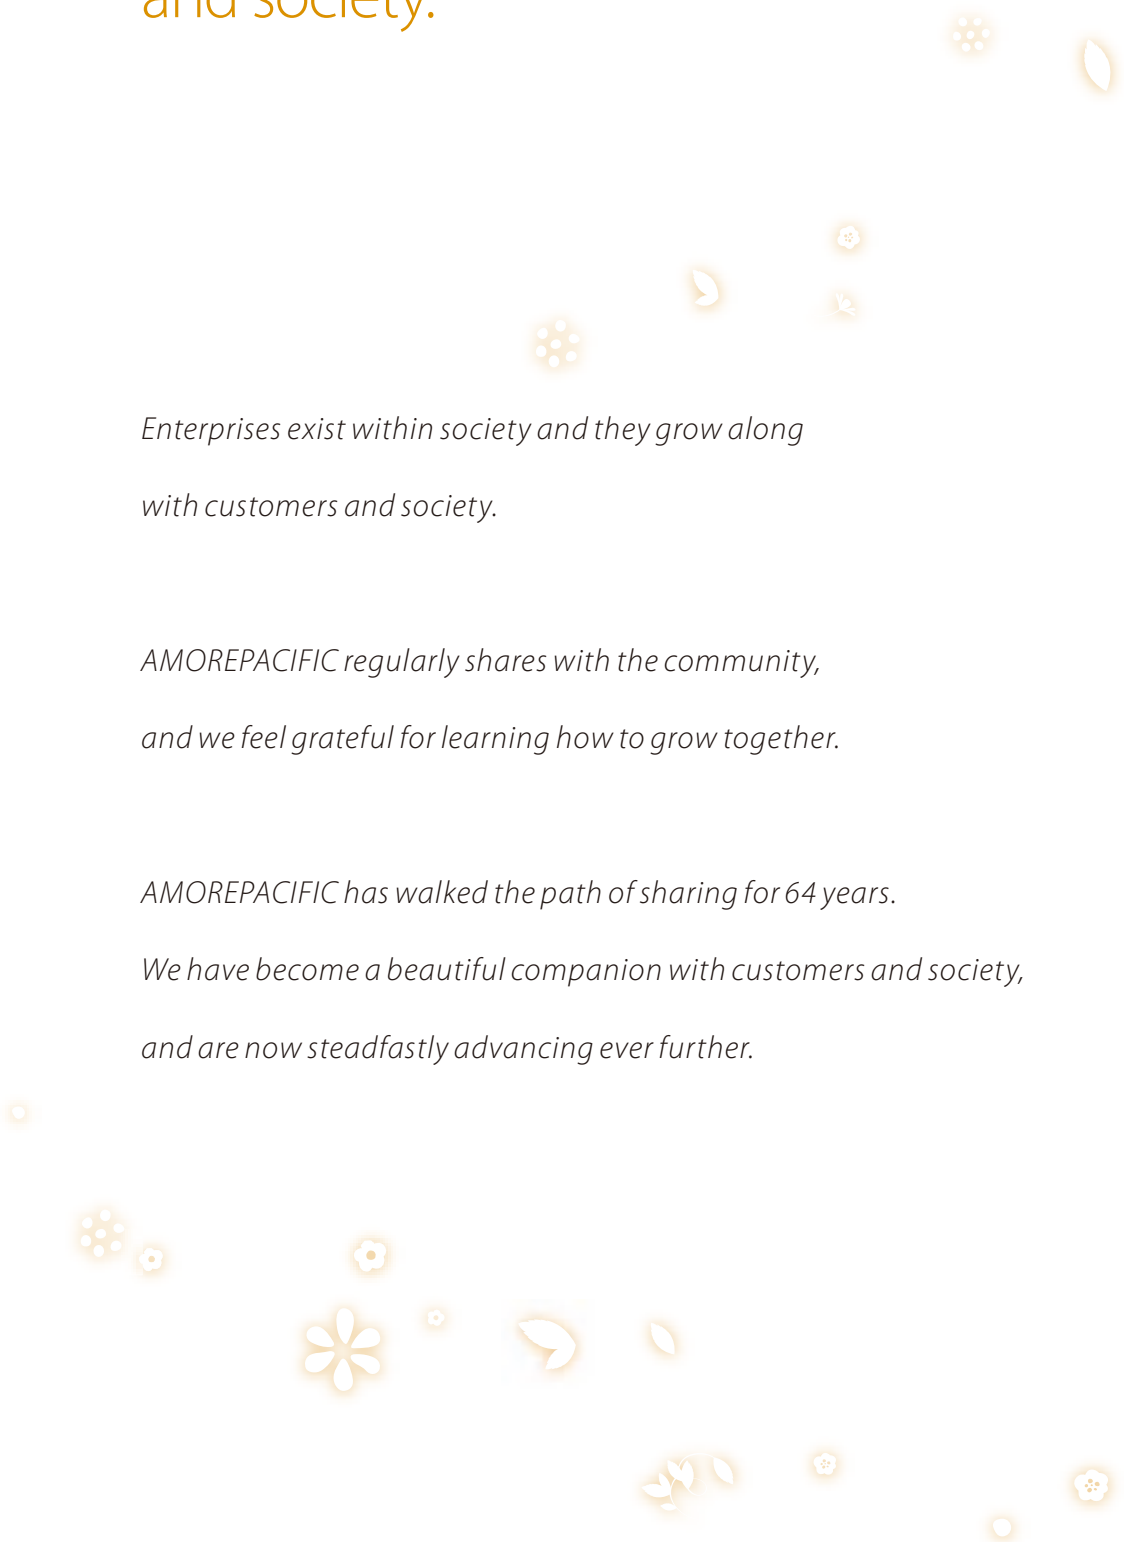 and society.
Enterprises exist within society and they grow along
with customers and society.
AMOREPACIFIC regularly shares with the community,
and we feel grateful for learning how to grow together.
AMOREPACIFIC has walked the path of sharing for 64 years.
We have become a beautiful companion with customers and society,
and are now steadfastly advancing ever further.